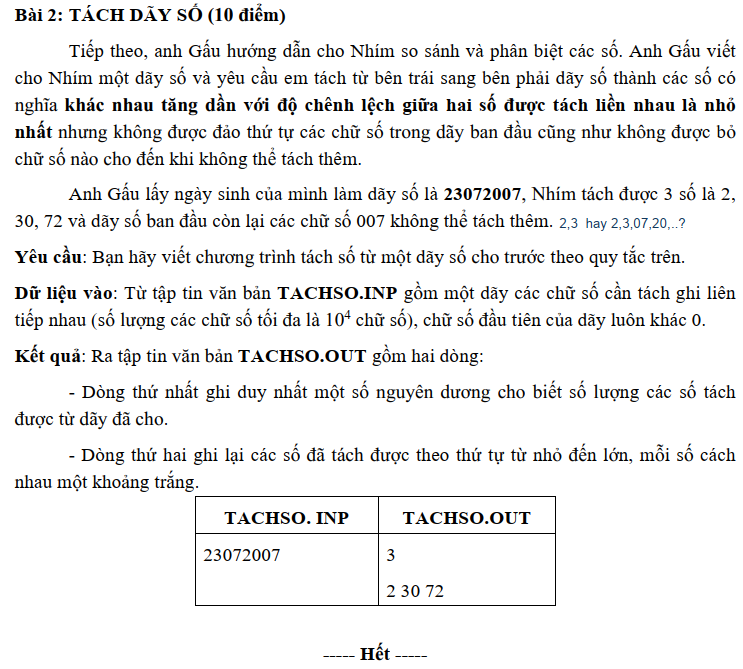 Bài 2: TÁCH DÃY SỐ (10 điểm)
Tiếp theo, anh Gấu hướng dẫn cho Nhím so sánh và phân biệt các số. Anh Gấu viết
cho Nhím một dãy số và yêu cầu em tách từ bên trái sang bên phải dãy số thành các số có
nghĩa khác nhau tăng dần với độ chênh lệch giữa hai số được tách liền nhau là nhỏ
nhất nhưng không được đảo thứ tự các chữ số trong dãy ban đầu cũng như không được bỏ
chữ số nào cho đến khi không thể tách thêm.
Anh Gấu lấy ngày sinh của mình làm dãy số là 23072007, Nhím tách được 3 số là 2,
30, 72 và dãy số ban đầu còn lại các chữ số 007 không thể tách thêm. 2,3 hay 2,3,07,20,..?
Yêu cầu: Bạn hãy viết chương trình tách số từ một dãy số cho trước theo quy tắc trên.
Dữ liệu vào: Từ tập tin văn bản TACHSO.INP gồm một dãy các chữ số cần tách ghi liên
tiếp nhau (số lượng các chữ số tối đa là 10⁴ chữ số), chữ số đầu tiên của dãy luôn khác 0.
Kết quả: Ra tập tin văn bản TACHSO.OUT gồm hai dòng:
- Dòng thứ nhất ghi duy nhất một số nguyên dương cho biết số lượng các số tách
được từ dãy đã cho.
- Dòng thứ hai ghi lại các số đã tách được theo thứ tự từ nhỏ đến lớn, mỗi số cách
nhau một khoảng trắng.
TACHSO. INP TACHSO.OUT
23072007 3
2 30 72
----- Hết -----